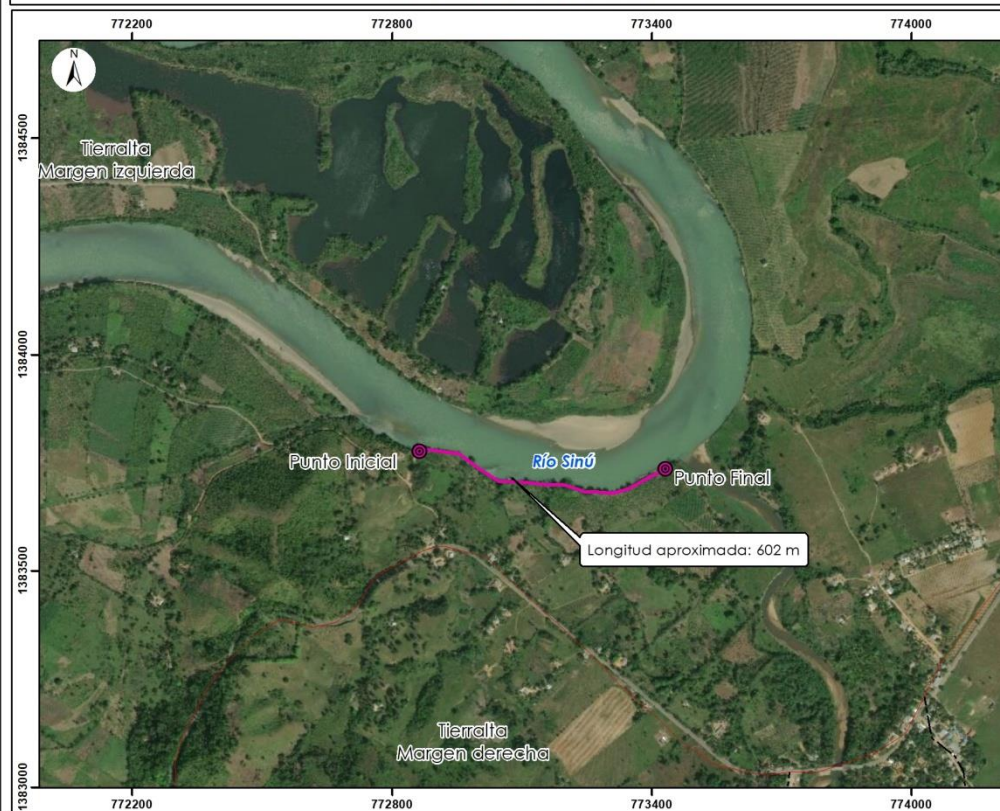 772200 772800 773400 774000
N
1384500
Tierralta
Margen izquierda
1384000
Punto Inicial
Río Sinú
Punto Final
Longitud aproximada: 602 m
1383500
Tierralta
Margen derecha
1383000
772200 772800 773400 774000